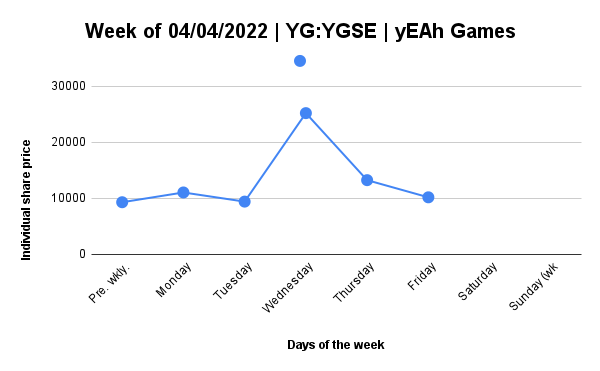 Week of 04/04/2022 | YG:YGSE | yEAh Games
30000
20000
10000
0
Individual share price
Pre. wkly.
Monday
Tuesday
Wednesday
Thursday
Friday
Saturday
Sunday (wk
Days of the week